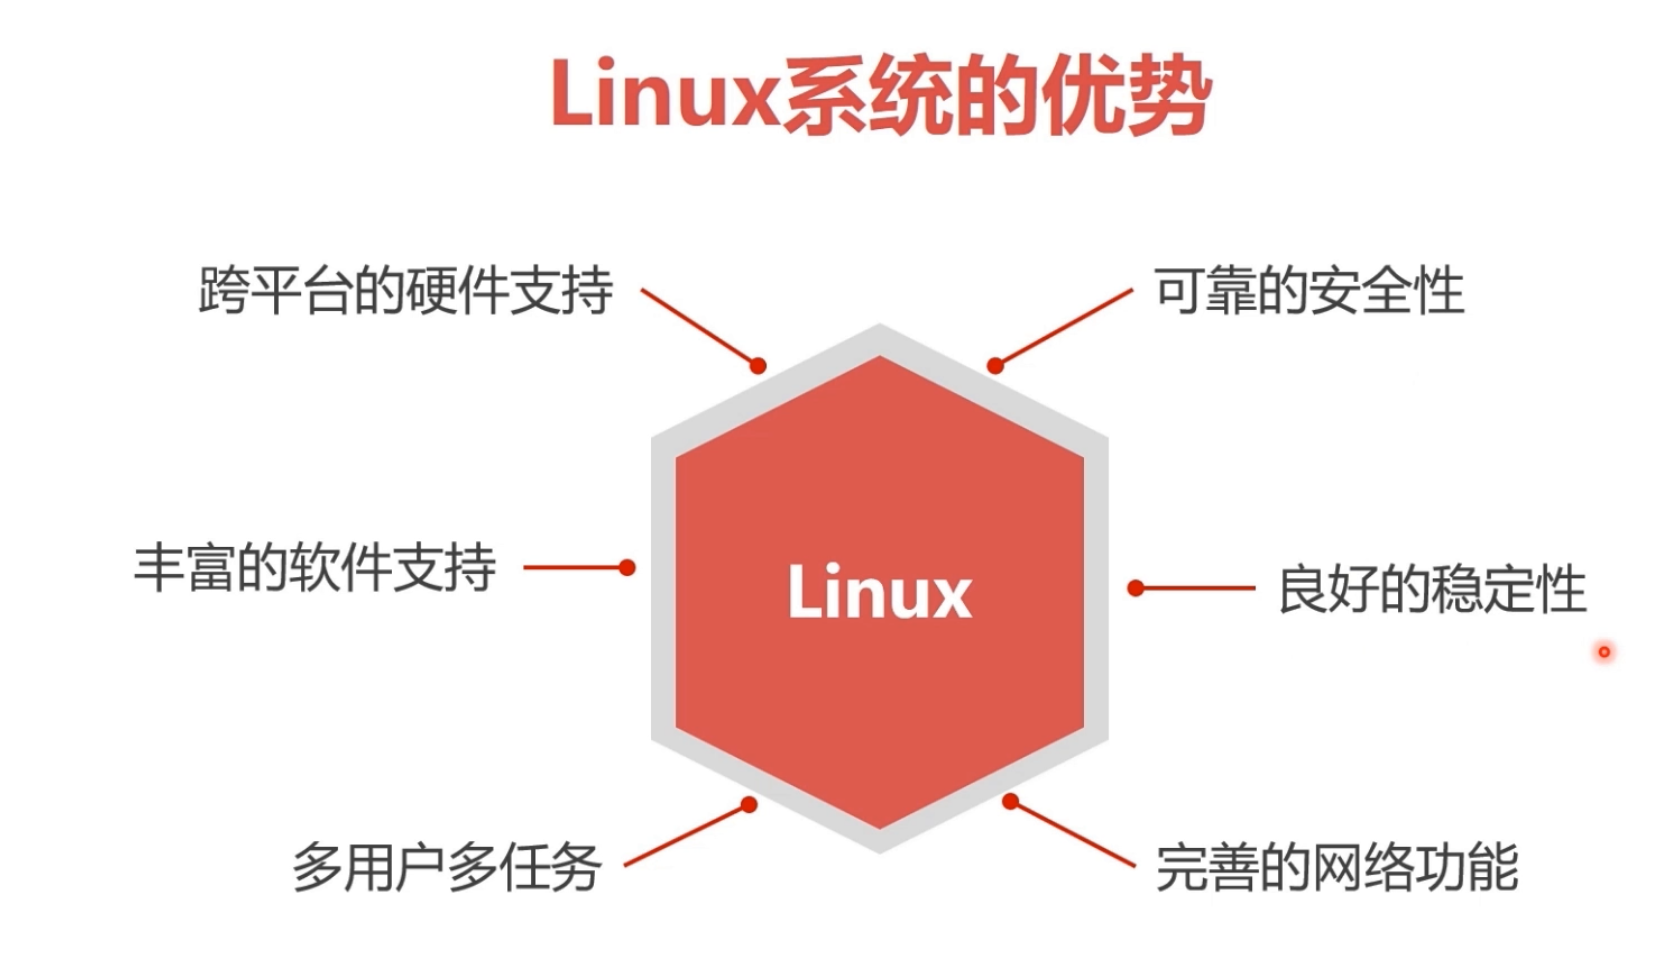 Linux系统的优势
跨平台的硬件支持
可靠的安全性
丰富的软件支持
Linux
良好的稳定性
多用户多任务
完善的网络功能